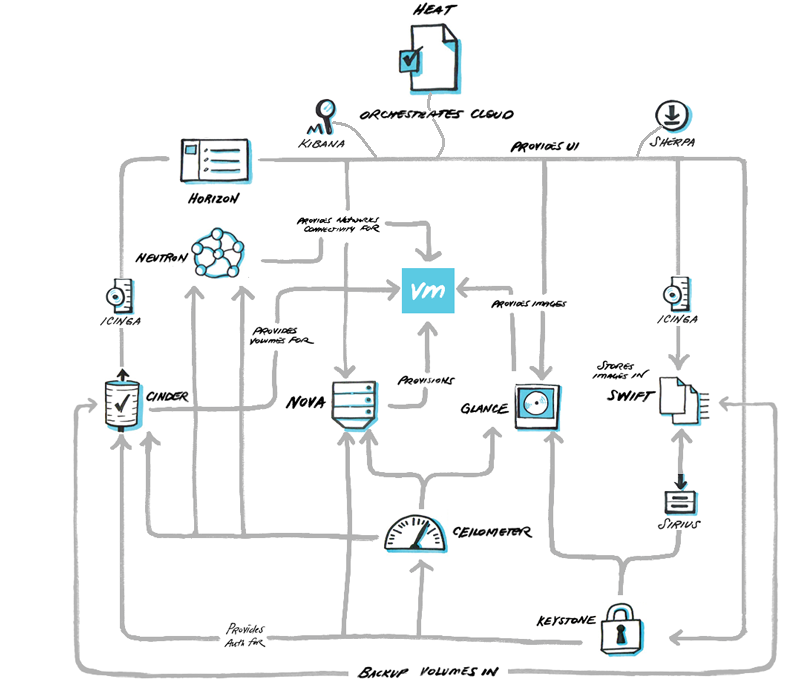 HEAT
ORCHESTRATES CLOUD
KIBANA
PROVIDES UI
SHERPA
HORIZON
PROVIDES NETWORKS
CONNECTIVITY FOR
NEUTRON
vm
ICINGA
PROVIDES IMAGES
ICINGA
PROVIDES
VOLUMES FOR
STORES
IMAGES IN
CINDER
NOVA
PROVISIONS
GLANCE
SWIFT
SIRIUS
CEILOMETER
KEYSTONE
PROVIDES
AUTH FOR
BACKUP VOLUMES IN